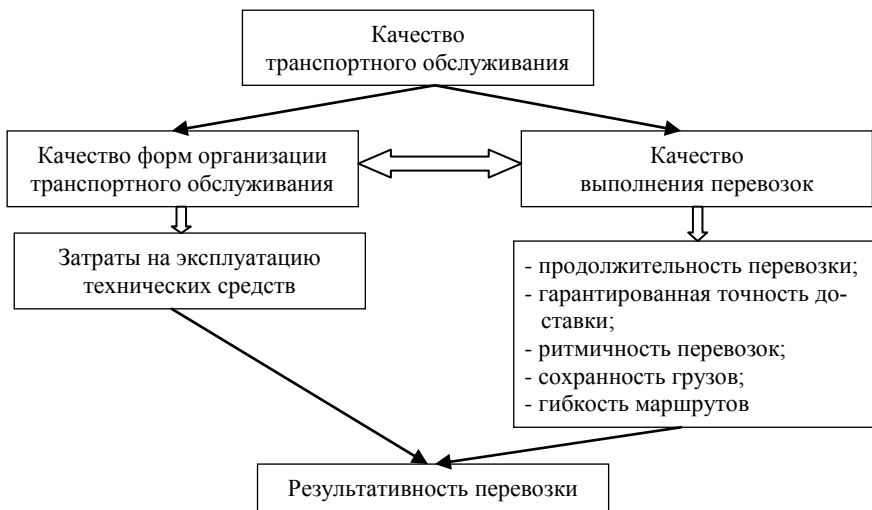 Качество
транспортного обслуживания
Качество форм организации
транспортного обслуживания
Качество
выполнения перевозок
Затраты на эксплуатацию
технических средств
- продолжительность перевозки;
- гарантированная точность до-
ставки;
- ритмичность перевозок;
- сохранность грузов;
- гибкость маршрутов
Результативность перевозки